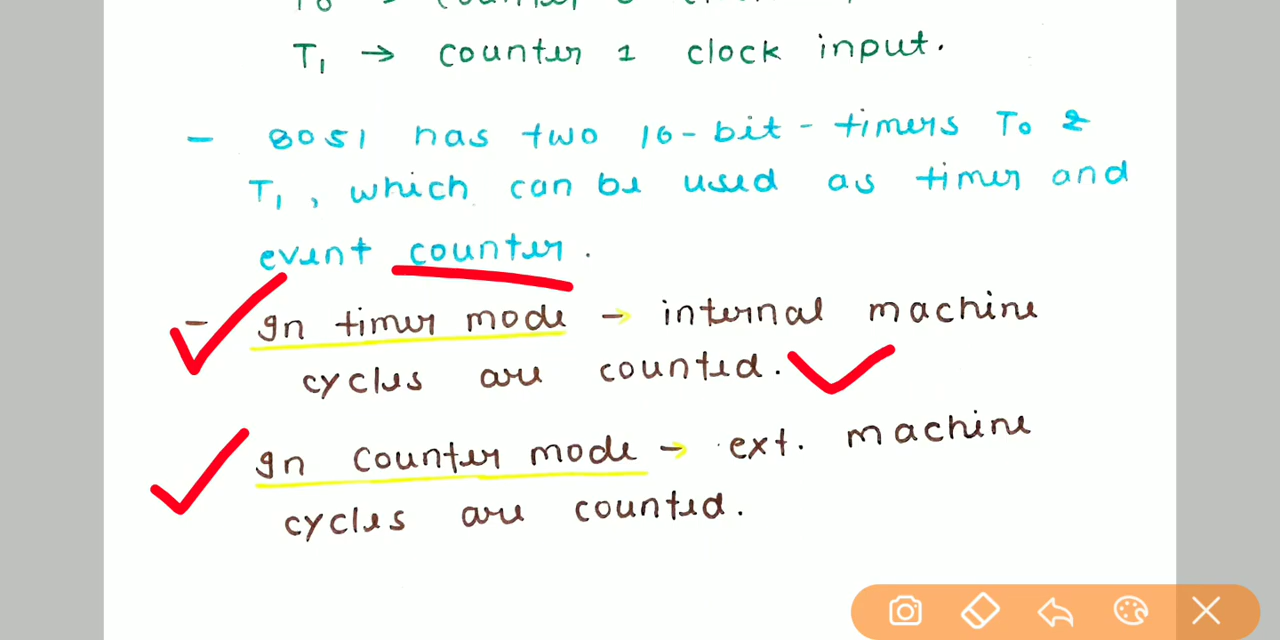 T1 → counter 1 clock input.
- 8051 has two 16-bit-timers T0 &
T1, which can be used as timer and
event counter.
- In timer mode → internal machine
cycles are counted.
In counter mode → ext. machine
cycles are counted.